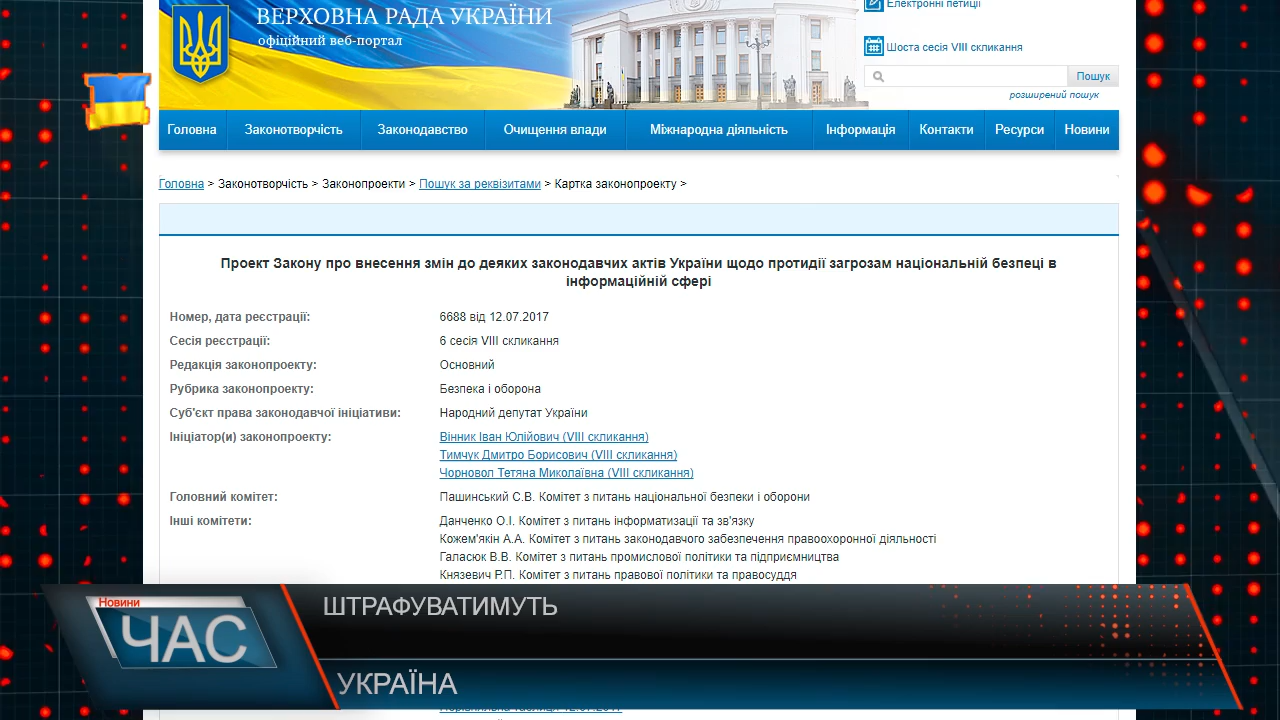 ВЕРХОВНА РАДА УКРАЇНИ
офіційний веб-портал
Електронні петиції
Шоста сесія VIII скликання
Пошук
розширений пошук
Головна Законотворчість Законодавство Очищення влади Міжнародна діяльність Інформація Контакти Ресурси Новини
Головна > Законотворчість > Законопроекти > Пошук за реквізитами > Картка законопроекту >
Проект Закону про внесення змін до деяких законодавчих актів України щодо протидії загрозам національній безпеці в
інформаційній сфері
Номер, дата реєстрації: 6688 від 12.07.2017
Сесія реєстрації: 6 сесія VIII скликання
Редакція законопроекту: Основний
Рубрика законопроекту: Безпека і оборона
Суб'єкт права законодавчої ініціативи: Народний депутат України
Ініціатор(и) законопроекту: Вінник Іван Юлійович (VIII скликання)
Тимчук Дмитро Борисович (VIII скликання)
Чорновол Тетяна Миколаївна (VIII скликання)
Головний комітет: Пашинський С.В. Комітет з питань національної безпеки і оборони
Інші комітети: Данченко О.І. Комітет з питань інформатизації та зв'язку
Кожем'якін А.А. Комітет з питань законодавчого забезпечення правоохоронної діяльності
Галасюк В.В. Комітет з питань промислової політики та підприємництва
Князевич Р.П. Комітет з питань правової політики та правосуддя
Новини
ЧАС
ШТРАФУВАТИМУТЬ
УКРАЇНА